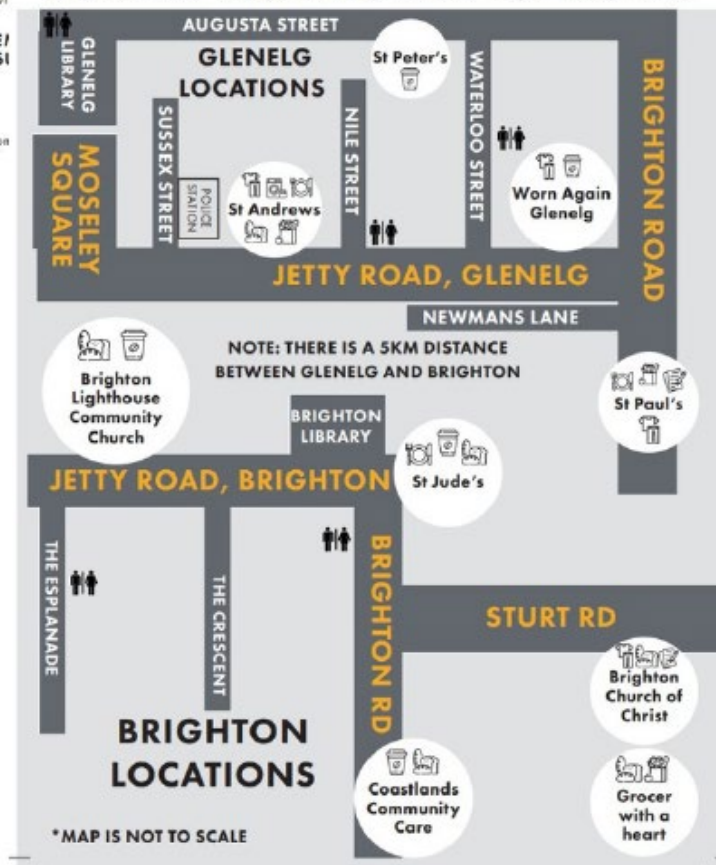 AUGUSTA STREET
GLENELG
LIBRARY
GLENELG
LOCATIONS
St Peter's
WATERLOO STREET
BRIGHTON ROAD
SUSSEX STREET
NILE STREET
MOSELEY
SQUARE
POLICE
STATION
St Andrews
Worn Again
Glenelg
JETTY ROAD, GLENELG
NEWMANS LANE
NOTE: THERE IS A 5KM DISTANCE
BETWEEN GLENELG AND BRIGHTON
Brighton
Lighthouse
Community
Church
St Paul's
BRIGHTON
LIBRARY
JETTY ROAD, BRIGHTON
St Jude's
THE ESPLANADE
THE CRESCENT
BRIGHTON RD
STURT RD
Brighton
Church of
Christ
BRIGHTON
LOCATIONS
Coastlands
Community
Care
Grocer
with a
heart
*MAP IS NOT TO SCALE